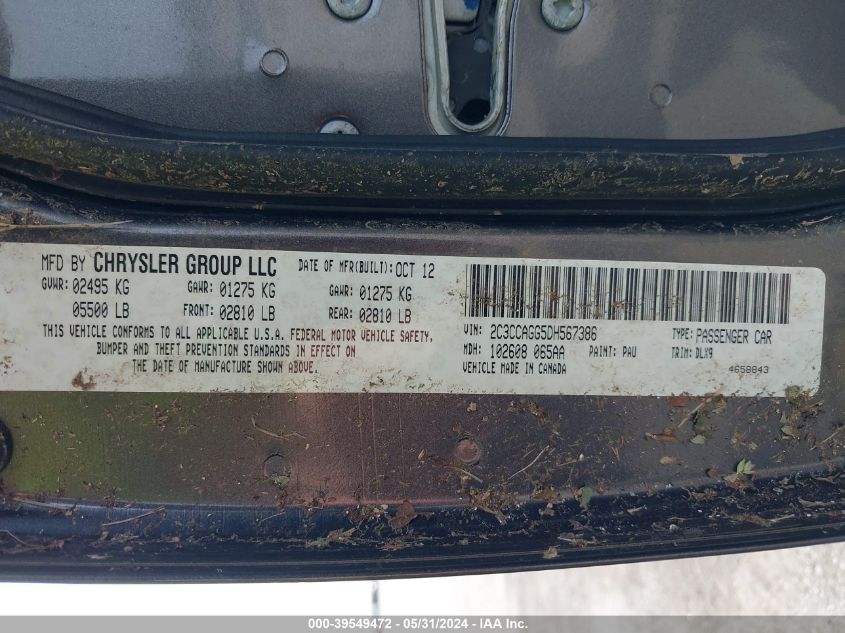 MFD BY CHRYSLER GROUP LLC DATE OF MFR(BUILT): OCT 12
GVWR: 02495 KG GAWR: 01275 KG GAWR: 01275 KG
05500 LB FRONT: 02810 LB REAR: 02810 LB
THIS VEHICLE CONFORMS TO ALL APPLICABLE U.S.A. FEDERAL MOTOR VEHICLE SAFETY,
BUMPER AND THEFT PREVENTION STANDARDS IN EFFECT ON
THE DATE OF MANUFACTURE SHOWN ABOVE.
VIN: 2C3CCAGG5DH567386 TYPE: PASSENGER CAR
MDH: 102608 065AA PAINT: PAU TRIM: DLX9
VEHICLE MADE IN CANADA 4658843
000-39549472 - 05/31/2024 - IAA Inc.